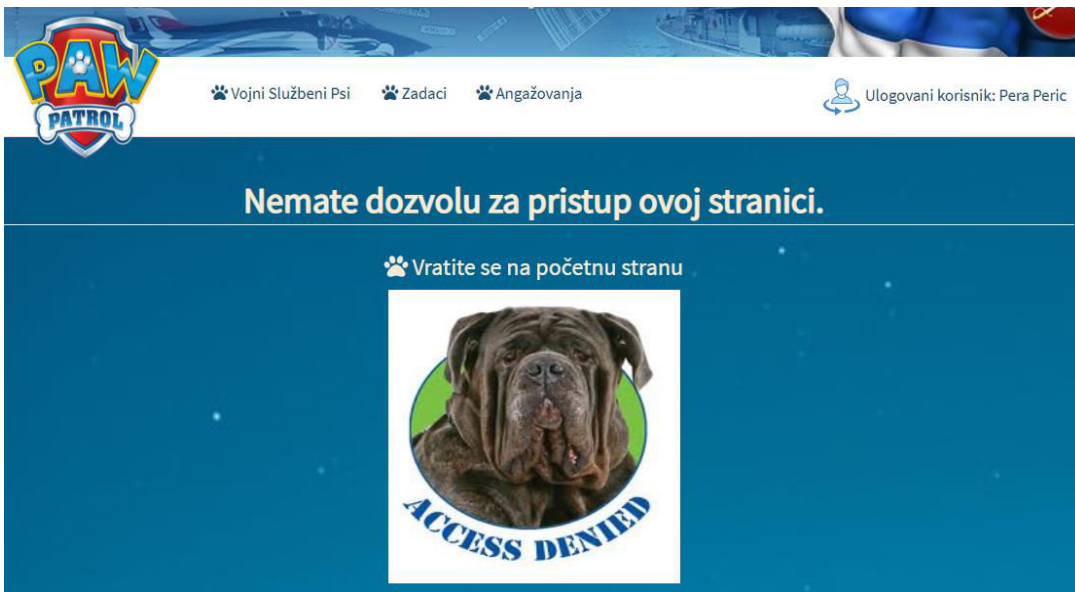 PAW
PATROL
Vojni Službeni Psi Zadaci Angažovanja
Ulogovani korisnik: Pera Peric
Nemate dozvolu za pristup ovoj stranici.
Vratite se na početnu stranu
ACCESS DENIED